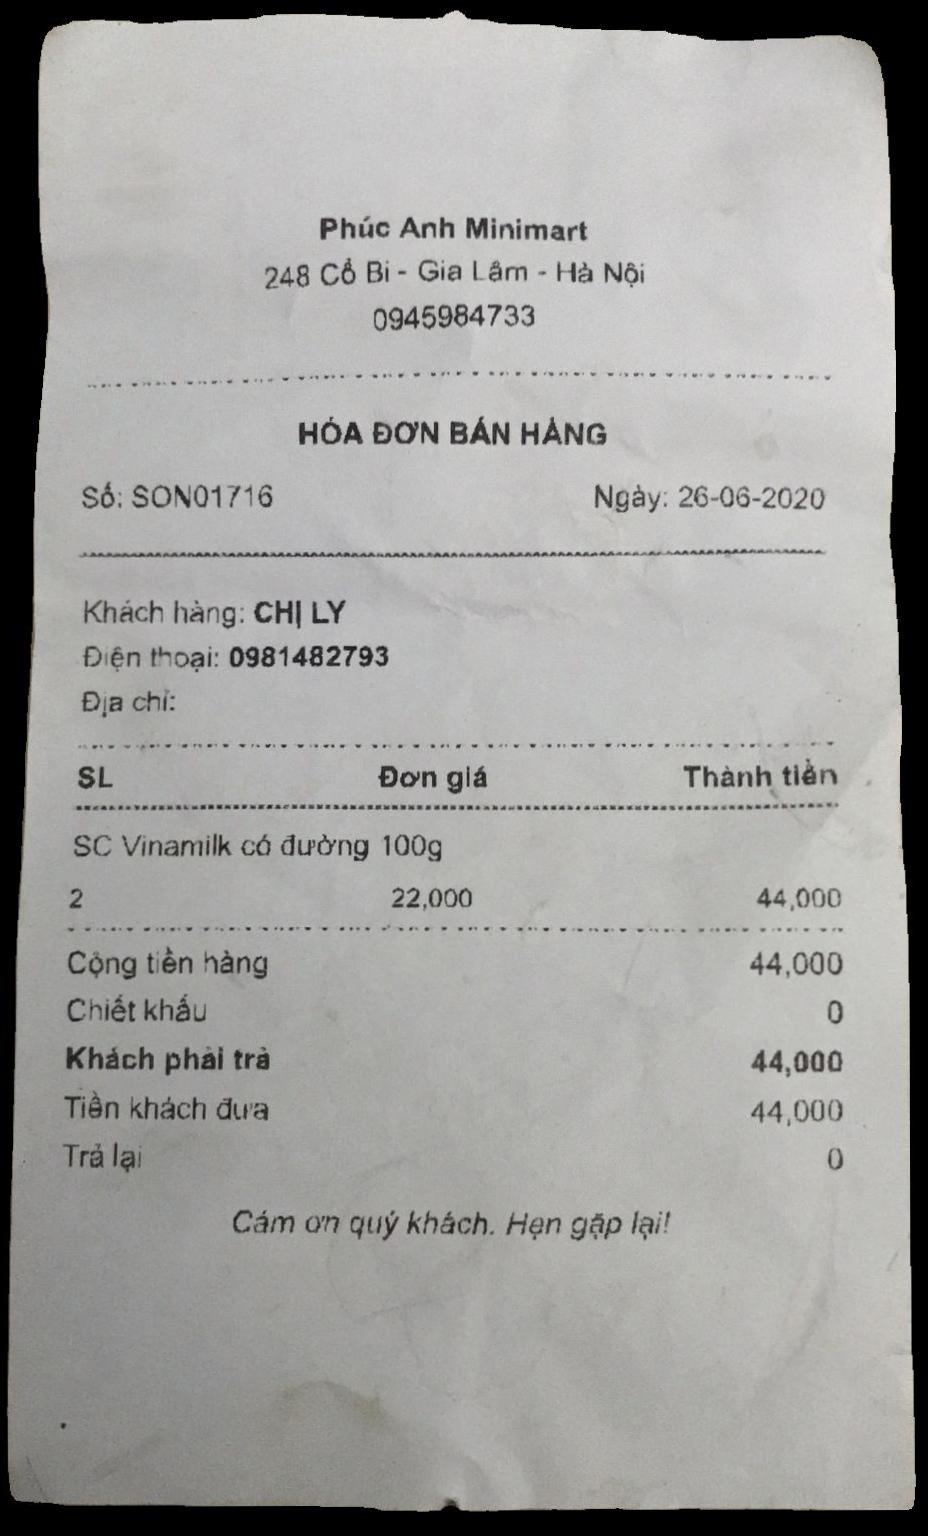 Phúc Anh Minimart
248 Cổ Bi - Gia Lâm - Hà Nội
0945984733
HÓA ĐƠN BÁN HÀNG
Số: SON01716 Ngày: 26-06-2020
Khách hàng: CHỊ LY
Điện thoại: 0981482793
Địa chỉ:
SL Đơn giá Thành tiền
SC Vinamilk có đường 100g
2 22,000 44,000
Cộng tiền hàng 44,000
Chiết khấu 0
Khách phải trả 44,000
Tiền khách đưa 44,000
Trả lại 0
Cám ơn quý khách. Hẹn gặp lại!